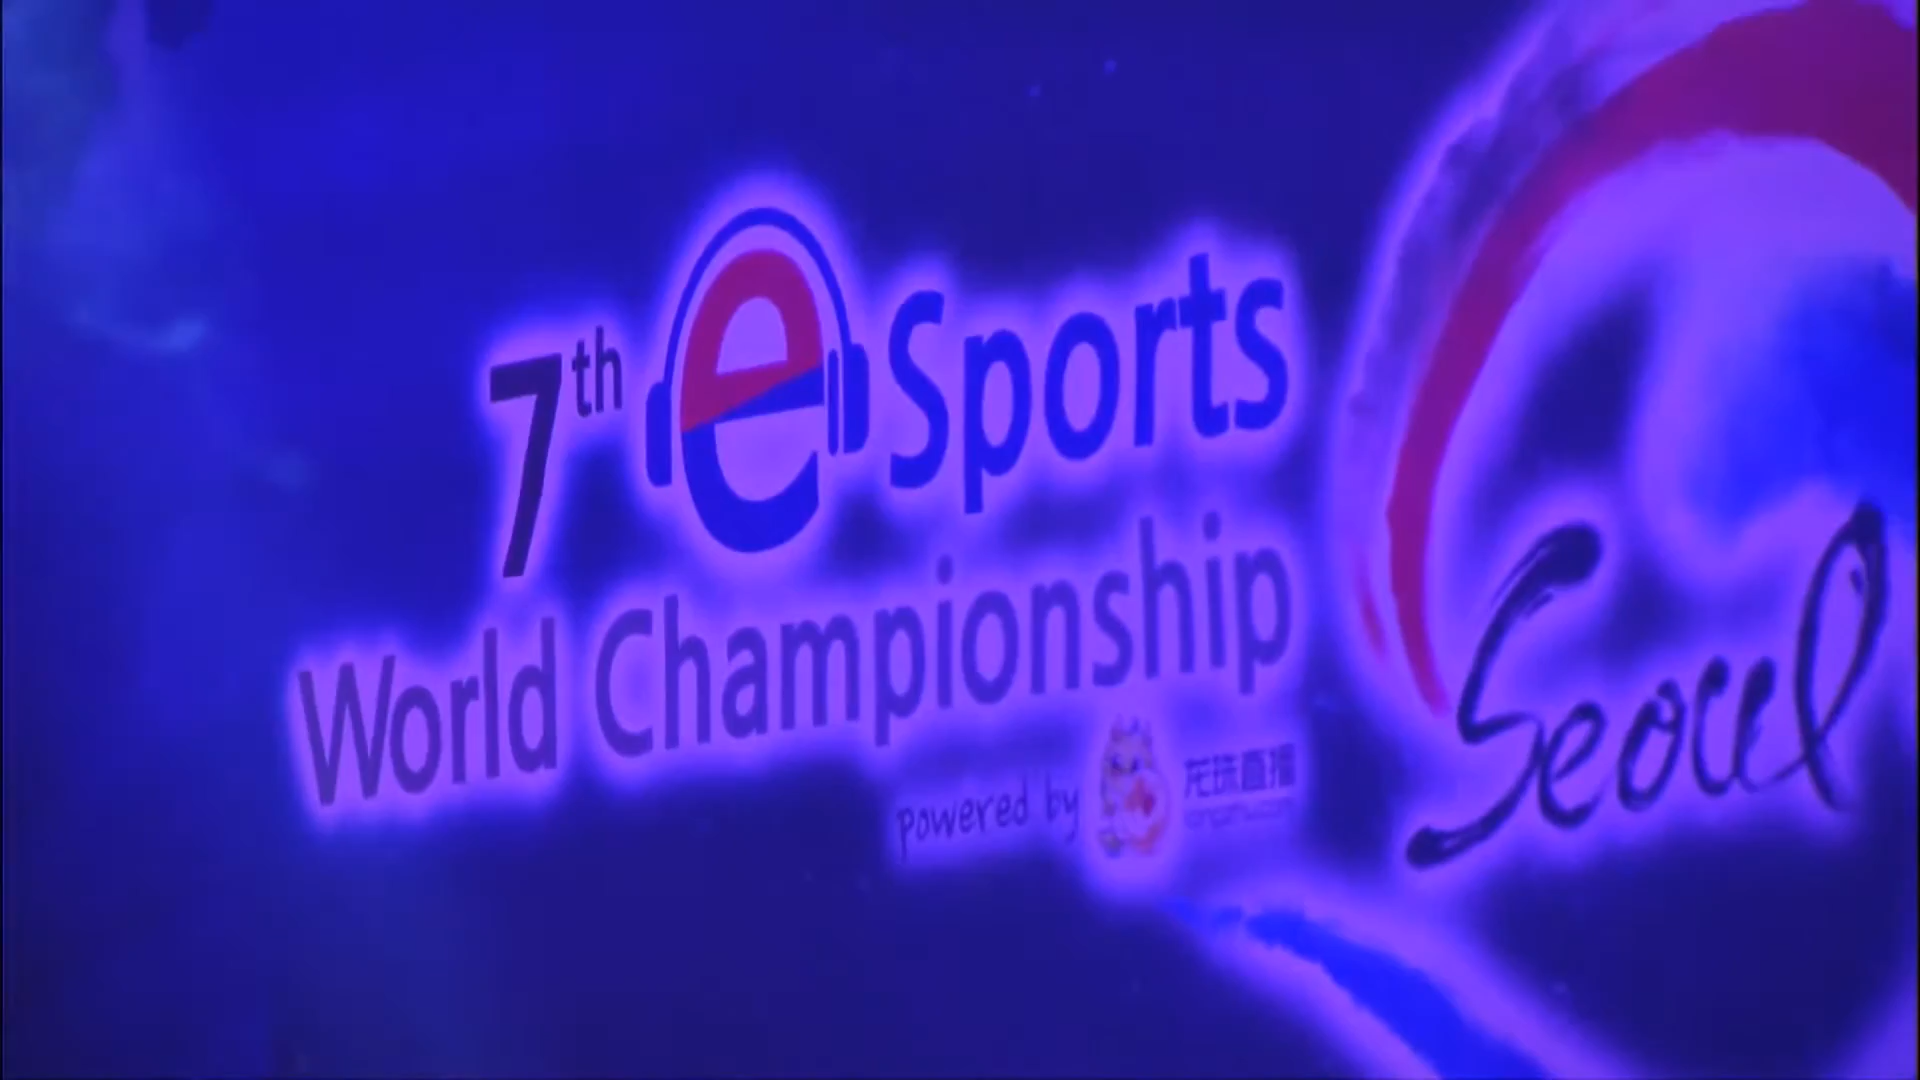 7th eSports
World Championship
powered by 龙珠直播
Seoul